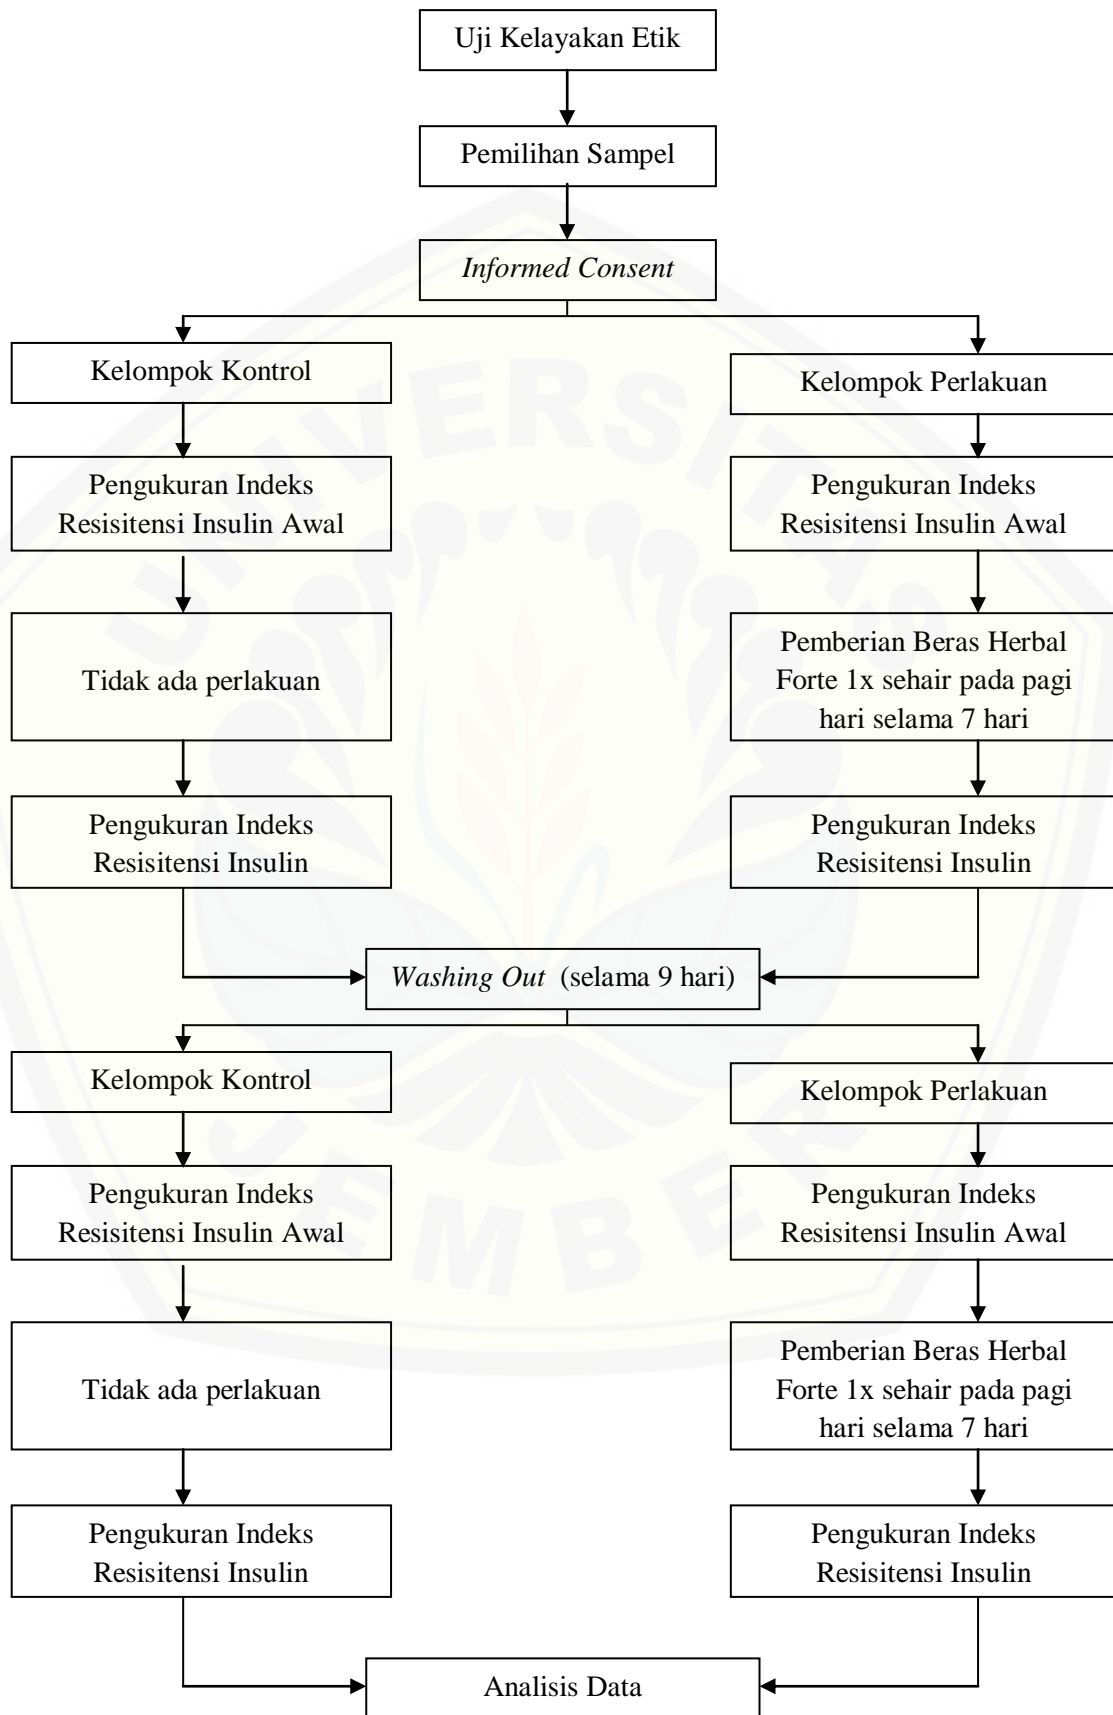 Uji Kelayakan Etik
Pemilihan Sampel
Informed Consent
Kelompok Kontrol
Kelompok Perlakuan
Pengukuran Indeks
Resisitensi Insulin Awal
Pengukuran Indeks
Resisitensi Insulin Awal
Tidak ada perlakuan
Pemberian Beras Herbal
Forte 1x sehair pada pagi
hari selama 7 hari
Pengukuran Indeks
Resisitensi Insulin
Pengukuran Indeks
Resisitensi Insulin
Washing Out (selama 9 hari)
Kelompok Kontrol
Kelompok Perlakuan
Pengukuran Indeks
Resisitensi Insulin Awal
Pengukuran Indeks
Resisitensi Insulin Awal
Tidak ada perlakuan
Pemberian Beras Herbal
Forte 1x sehair pada pagi
hari selama 7 hari
Pengukuran Indeks
Resisitensi Insulin
Pengukuran Indeks
Resisitensi Insulin
Analisis Data
UNIVERSITAS
JEMBER